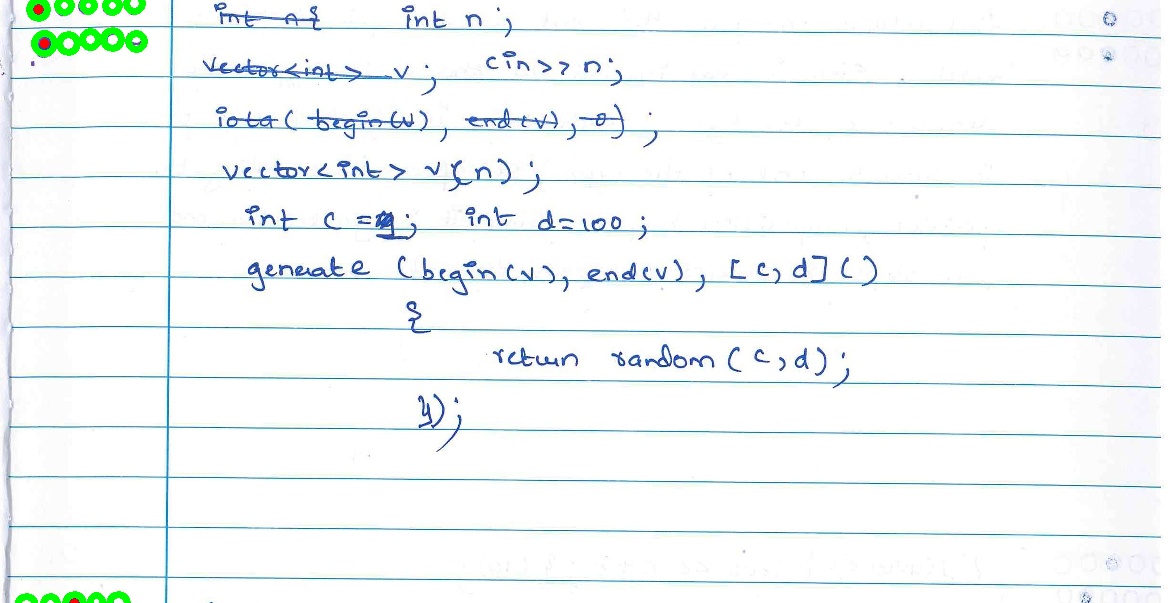 int n{ int n;
vector<int> v; cin>>n;
iota(begin(v), end(v), 0);
vector<int> v{n);
int c = ; int d=100;
generate (begin(v), end(v), [c, d] ()
{
return random (c, d);
});